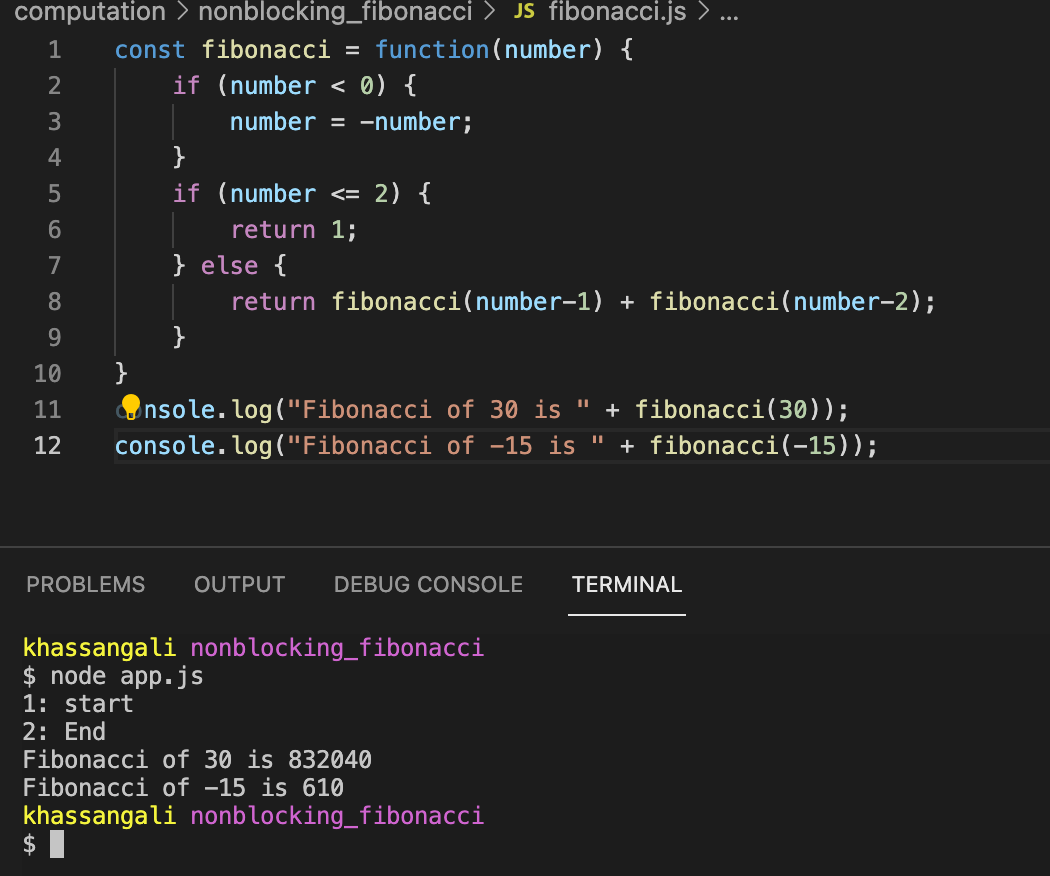 computation > nonblocking_fibonacci > JS fibonacci.js > ...
1 const fibonacci = function(number) {
2     if (number < 0) {
3         number = -number;
4     }
5     if (number <= 2) {
6         return 1;
7     } else {
8         return fibonacci(number-1) + fibonacci(number-2);
9     }
10 }
11 console.log("Fibonacci of 30 is " + fibonacci(30));
12 console.log("Fibonacci of -15 is " + fibonacci(-15));
PROBLEMS OUTPUT DEBUG CONSOLE TERMINAL
khassangali nonblocking_fibonacci
$ node app.js
1: start
2: End
Fibonacci of 30 is 832040
Fibonacci of -15 is 610
khassangali nonblocking_fibonacci
$